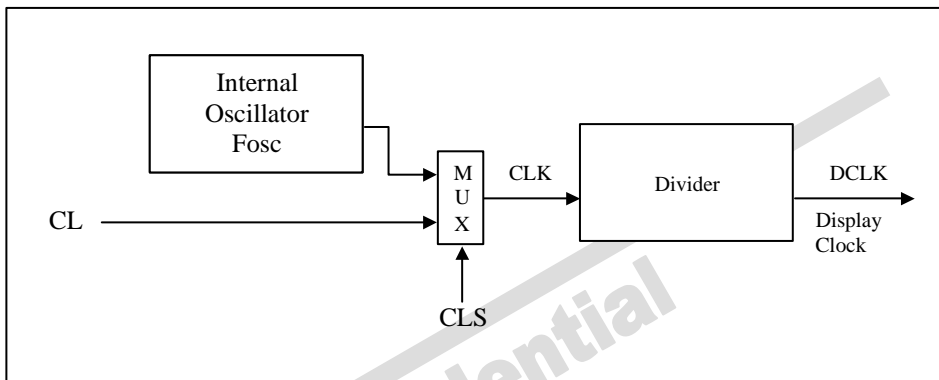 Internal
Oscillator
Fosc
M
U
X
CLK
Divider
DCLK
CL
Display
Clock
CLS